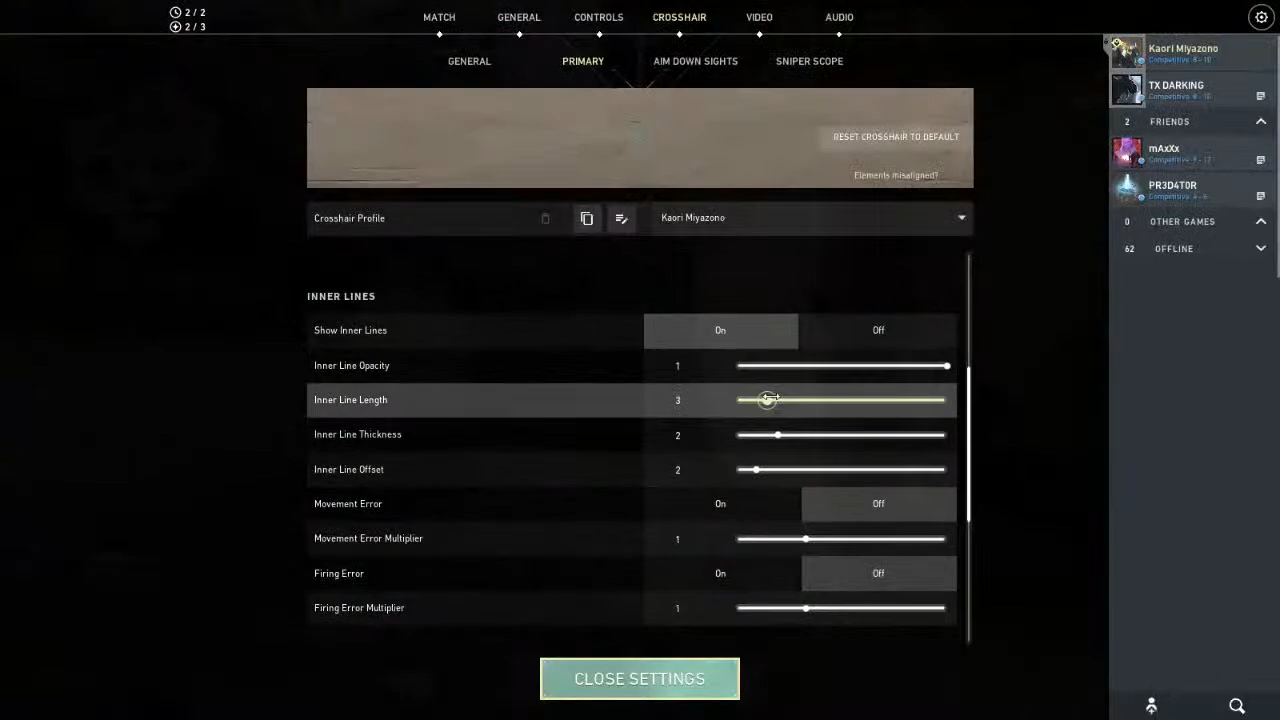 2 / 2
2 / 3
MATCH
GENERAL
CONTROLS
CROSSHAIR
VIDEO
AUDIO
GENERAL
PRIMARY
AIM DOWN SIGHTS
SNIPER SCOPE
RESET CROSSHAIR TO DEFAULT
Elements misaligned?
Crosshair Profile
Kaori Miyazono
INNER LINES
Show Inner Lines
On
Off
Inner Line Opacity
1
Inner Line Length
3
Inner Line Thickness
2
Inner Line Offset
2
Movement Error
On
Off
Movement Error Multiplier
1
Firing Error
On
Off
Firing Error Multiplier
1
CLOSE SETTINGS
Kaori Miyazono
Competitive
TX DARKING
Competitive
2 FRIENDS
mAxXx
Competitive
PR3D4T0R
Competitive
0 OTHER GAMES
62 OFFLINE